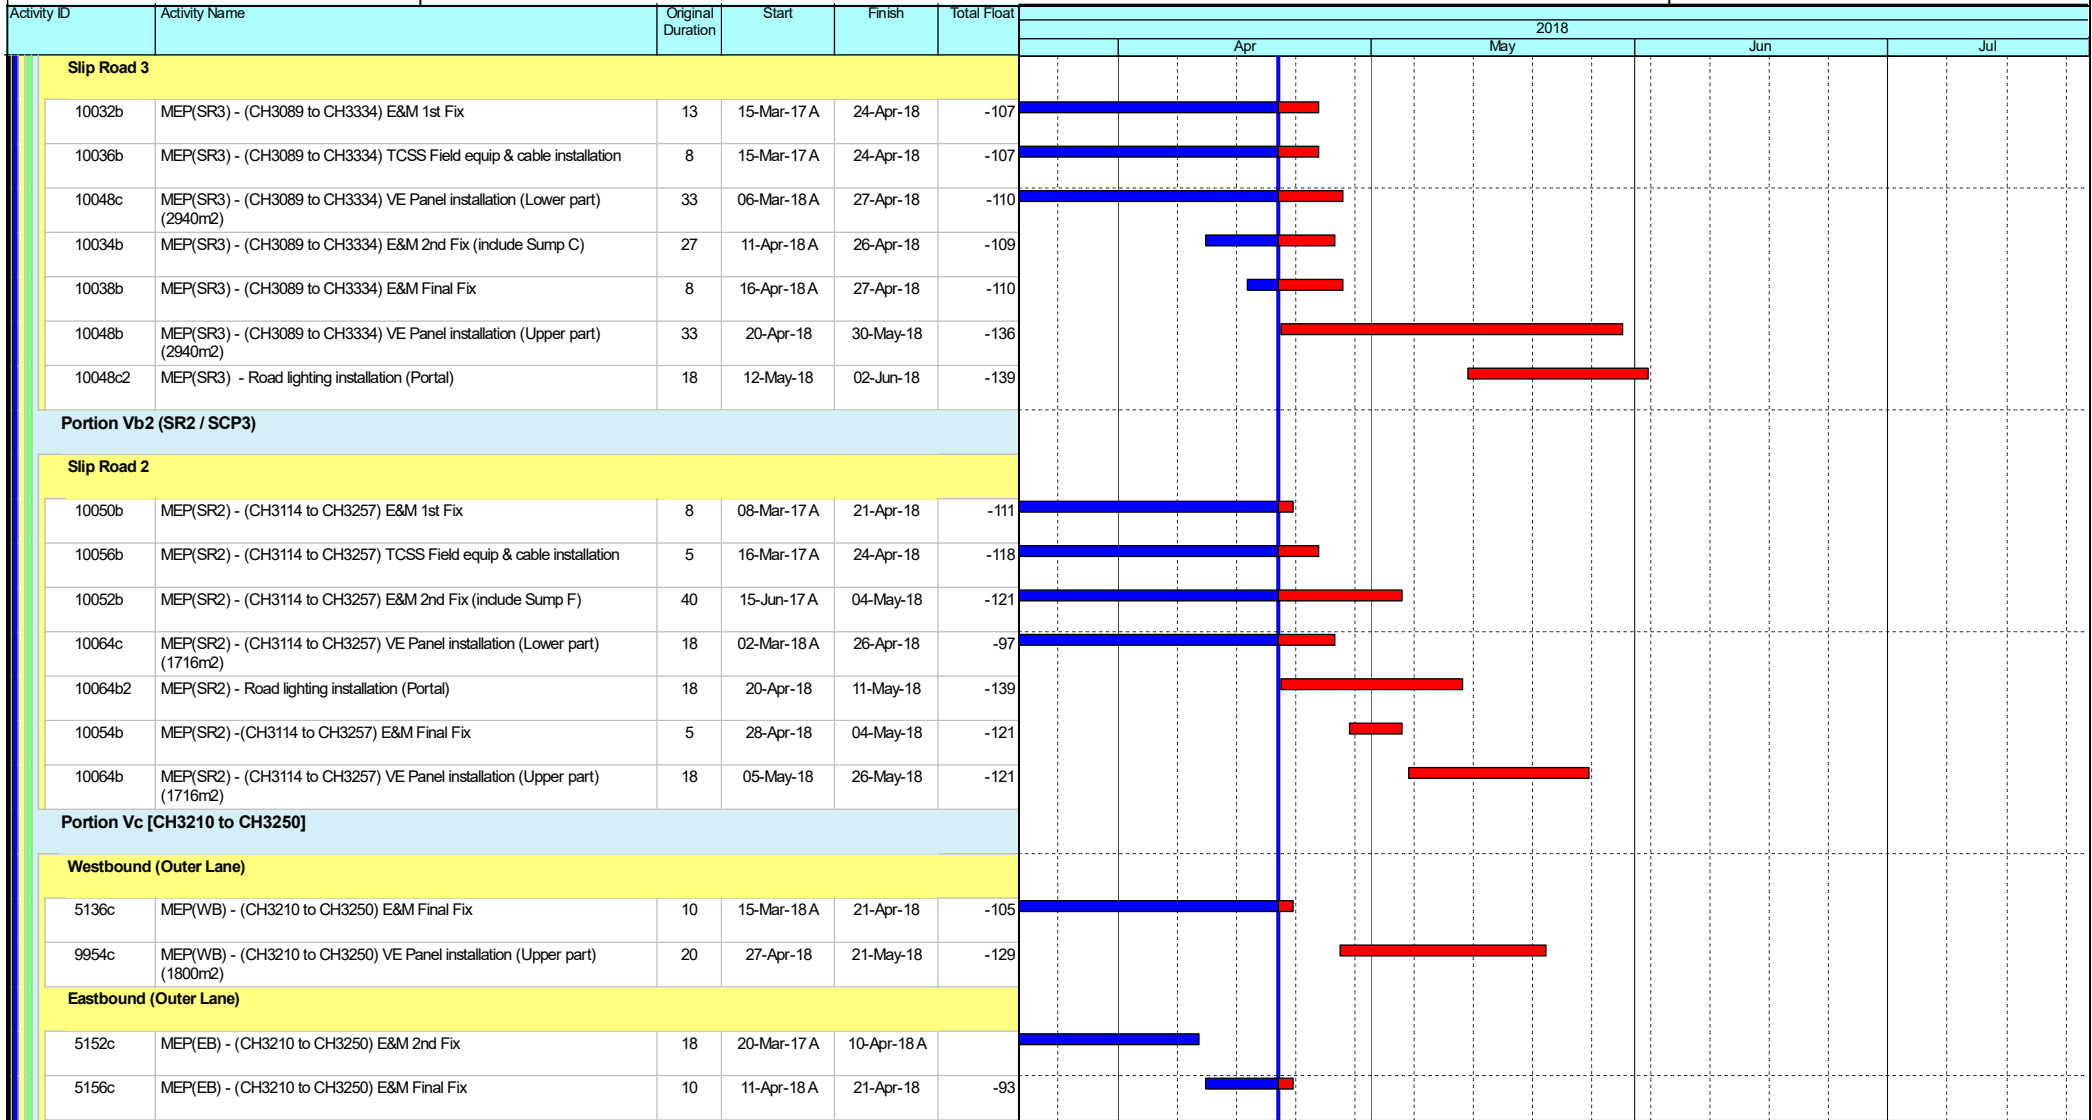 Activity ID Activity Name Original Duration Start Finish Total Float
2018
Apr May Jun Jul
Slip Road 3
10032b MEP(SR3) - (CH3089 to CH3334) E&M 1st Fix 13 15-Mar-17 A 24-Apr-18 -107
10036b MEP(SR3) - (CH3089 to CH3334) TCSS Field equip & cable installation 8 15-Mar-17 A 24-Apr-18 -107
10048c MEP(SR3) - (CH3089 to CH3334) VE Panel installation (Lower part) 33 06-Mar-18 A 27-Apr-18 -110
(2940m2)
10034b MEP(SR3) - (CH3089 to CH3334) E&M 2nd Fix (include Sump C) 27 11-Apr-18 A 26-Apr-18 -109
10038b MEP(SR3) - (CH3089 to CH3334) E&M Final Fix 8 16-Apr-18 A 27-Apr-18 -110
10048b MEP(SR3) - (CH3089 to CH3334) VE Panel installation (Upper part) 33 20-Apr-18 30-May-18 -136
(2940m2)
10048c2 MEP(SR3) - Road lighting installation (Portal) 18 12-May-18 02-Jun-18 -139
Portion Vb2 (SR2 / SCP3)
Slip Road 2
10050b MEP(SR2) - (CH3114 to CH3257) E&M 1st Fix 8 08-Mar-17 A 21-Apr-18 -111
10056b MEP(SR2) - (CH3114 to CH3257) TCSS Field equip & cable installation 5 16-Mar-17 A 24-Apr-18 -118
10052b MEP(SR2) - (CH3114 to CH3257) E&M 2nd Fix (include Sump F) 40 15-Jun-17 A 04-May-18 -121
10064c MEP(SR2) - (CH3114 to CH3257) VE Panel installation (Lower part) 18 02-Mar-18 A 26-Apr-18 -97
(1716m2)
10064b2 MEP(SR2) - Road lighting installation (Portal) 18 20-Apr-18 11-May-18 -139
10054b MEP(SR2) -(CH3114 to CH3257) E&M Final Fix 5 28-Apr-18 04-May-18 -121
10064b MEP(SR2) - (CH3114 to CH3257) VE Panel installation (Upper part) 18 05-May-18 26-May-18 -121
(1716m2)
Portion Vc [CH3210 to CH3250]
Westbound (Outer Lane)
5136c MEP(WB) - (CH3210 to CH3250) E&M Final Fix 10 15-Mar-18 A 21-Apr-18 -105
9954c MEP(WB) - (CH3210 to CH3250) VE Panel installation (Upper part) 20 27-Apr-18 21-May-18 -129
(1800m2)
Eastbound (Outer Lane)
5152c MEP(EB) - (CH3210 to CH3250) E&M 2nd Fix 18 20-Mar-17 A 10-Apr-18 A
5156c MEP(EB) - (CH3210 to CH3250) E&M Final Fix 10 11-Apr-18 A 21-Apr-18 -93